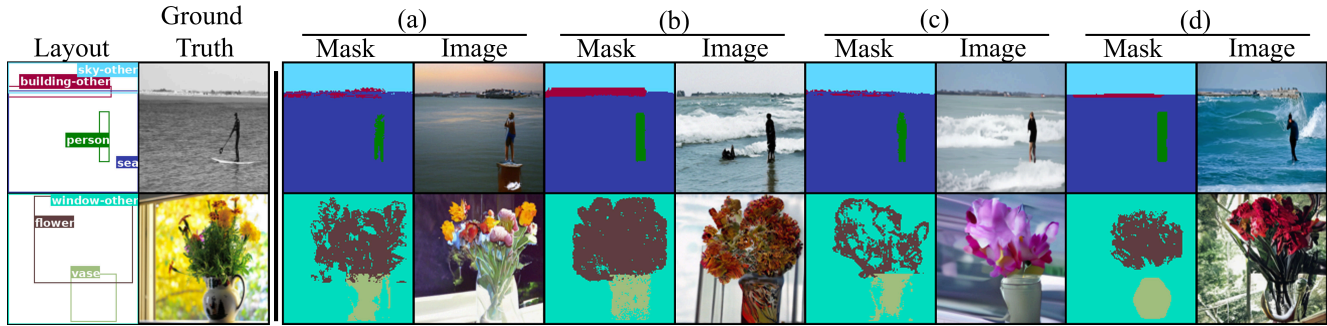 Ground
(a) (b) (c) (d)
Layout Truth Mask Image Mask Image Mask Image Mask Image
sky-other
building-other
person
sea
window-other
flower
vase